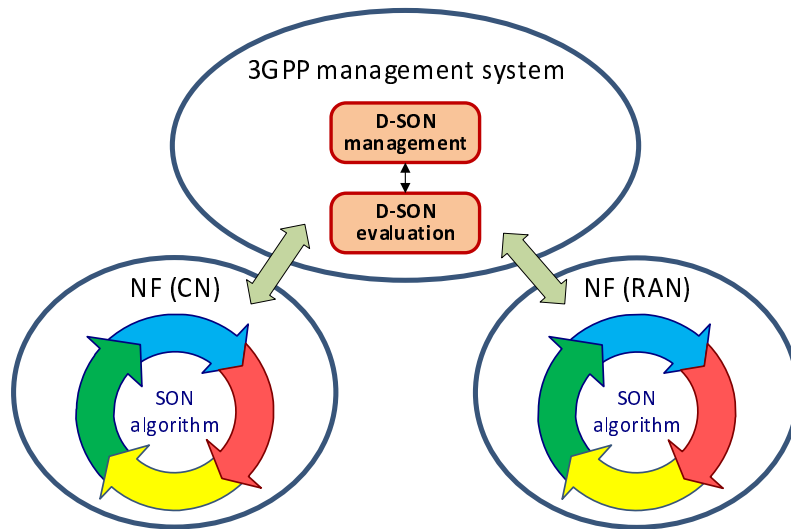 3GPP management system
D-SON
management
D-SON
evaluation
NF (CN)
SON
algorithm
NF (RAN)
SON
algorithm